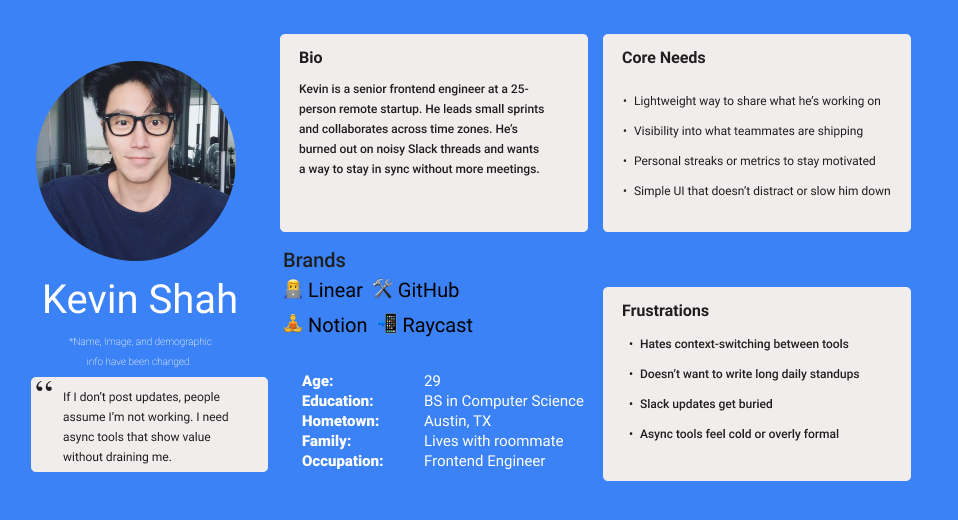 Kevin Shah
*Name, Image, and demographic
info have been changed
“
If I don’t post updates, people
assume I’m not working. I need
async tools that show value
without draining me.
Bio
Kevin is a senior frontend engineer at a 25-
person remote startup. He leads small sprints
and collaborates across time zones. He’s
burned out on noisy Slack threads and wants
a way to stay in sync without more meetings.
Brands
👨‍💻 Linear 🛠️ GitHub
🧘 Notion 📲 Raycast
Age: 29
Education: BS in Computer Science
Hometown: Austin, TX
Family: Lives with roommate
Occupation: Frontend Engineer
Core Needs
• Lightweight way to share what he’s working on
• Visibility into what teammates are shipping
• Personal streaks or metrics to stay motivated
• Simple UI that doesn’t distract or slow him down
Frustrations
• Hates context-switching between tools
• Doesn’t want to write long daily standups
• Slack updates get buried
• Async tools feel cold or overly formal